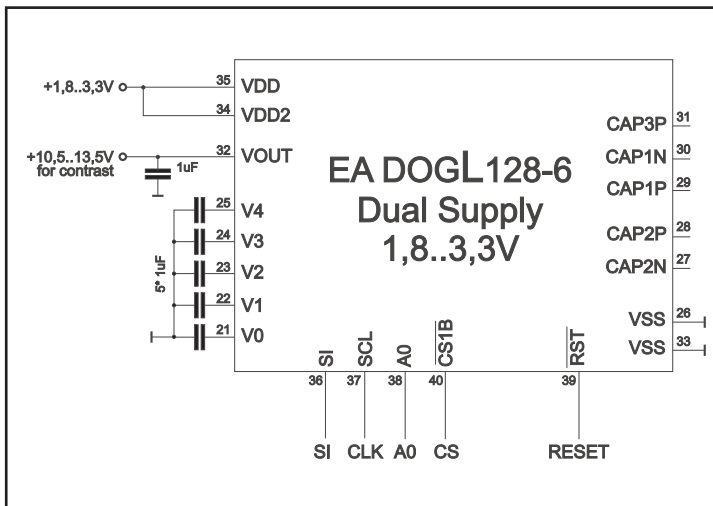 +1,8..3,3V
35
VDD
34
VDD2
+10,5..13,5V
for contrast
1uF
32
VOUT
25
V4
24
V3
23
V2
22
V1
21
V0
5* 1uF
EA DOGL128-6
Dual Supply
1,8..3,3V
CAP3P
31
CAP1N
30
CAP1P
29
CAP2P
28
CAP2N
27
VSS
26
VSS
33
SI
SCL
A0
CS1B
RST
36
37
38
40
39
SI
CLK
A0
CS
RESET